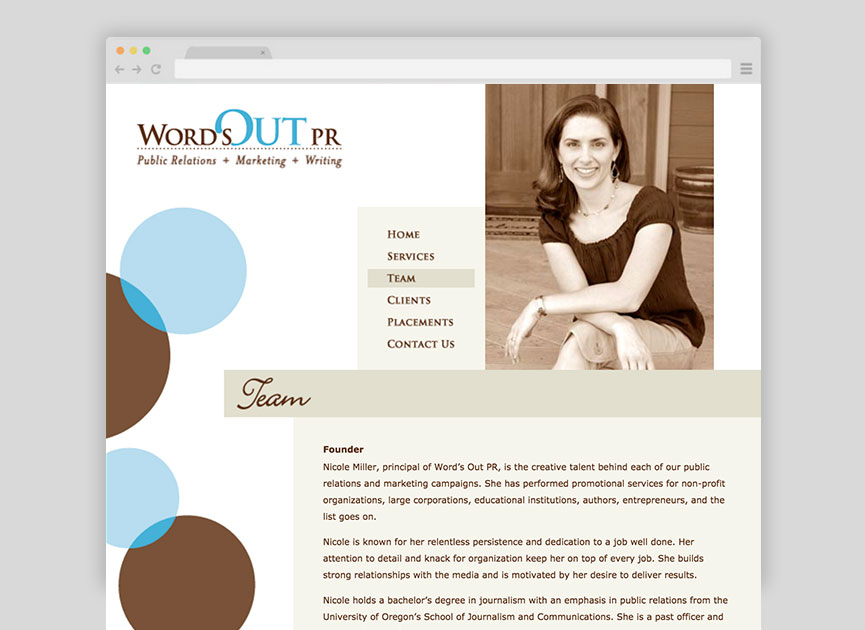 WORD'S OUT PR
Public Relations + Marketing + Writing
HOME
SERVICES
TEAM
CLIENTS
PLACEMENTS
CONTACT US
Team
Founder
Nicole Miller, principal of Word’s Out PR, is the creative talent behind each of our public
relations and marketing campaigns. She has performed promotional services for non-profit
organizations, large corporations, educational institutions, authors, entrepreneurs, and the
list goes on.
Nicole is known for her relentless persistence and dedication to a job well done. Her
attention to detail and knack for organization keep her on top of every job. She builds
strong relationships with the media and is motivated by her desire to deliver results.
Nicole holds a bachelor’s degree in journalism with an emphasis in public relations from the
University of Oregon’s School of Journalism and Communications. She is a past officer and